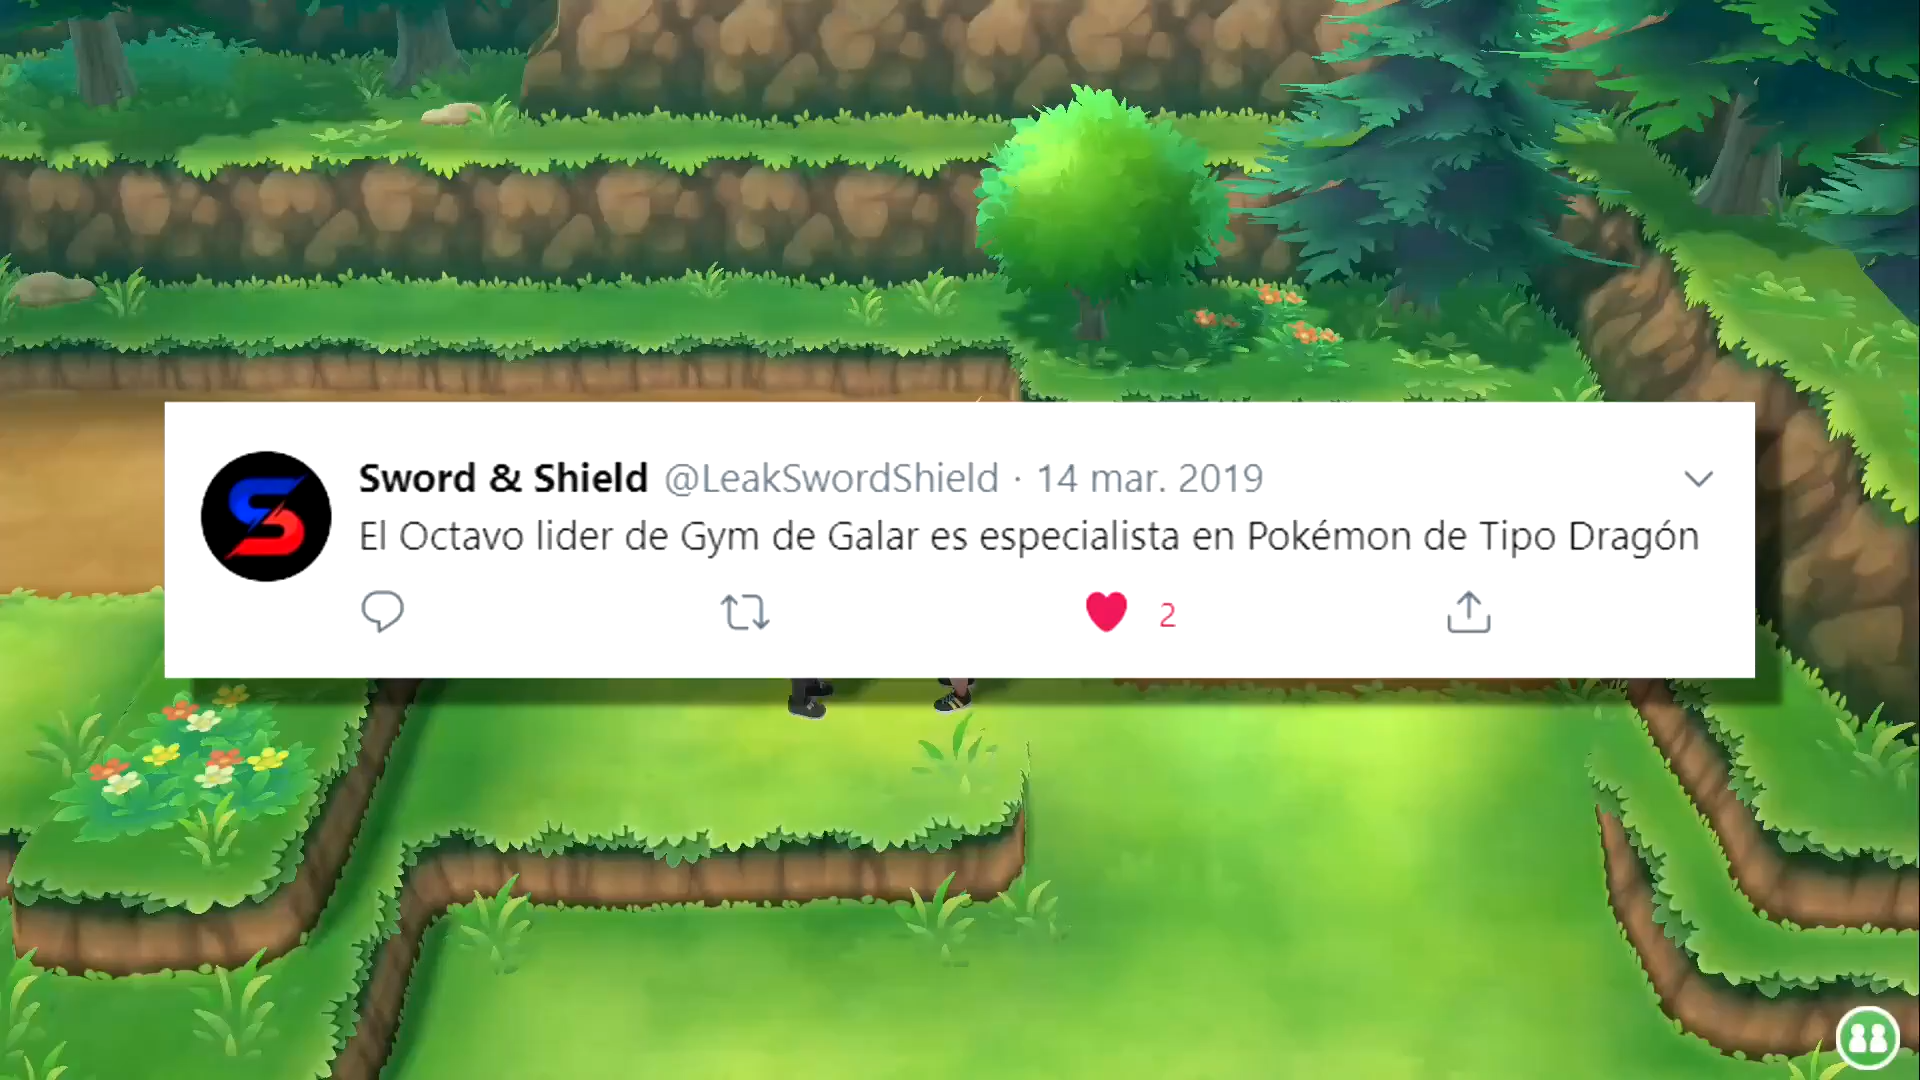 Sword & Shield @LeakSwordShield · 14 mar. 2019
El Octavo lider de Gym de Galar es especialista en Pokémon de Tipo Dragón
2